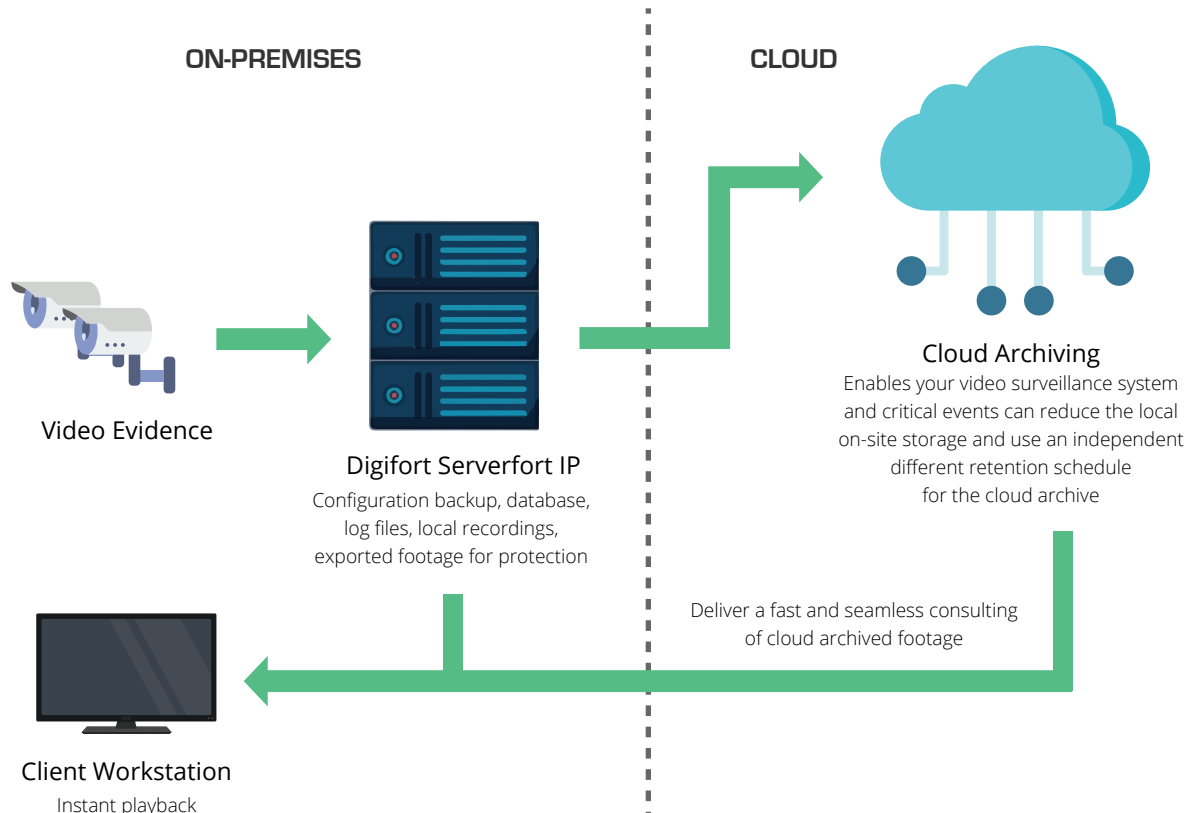 ON-PREMISES
CLOUD
Video Evidence
Digifort Serverfort IP
Configuration backup, database,
log files, local recordings,
exported footage for protection
Cloud Archiving
Enables your video surveillance system
and critical events can reduce the local
on-site storage and use an independent
different retention schedule
for the cloud archive
Deliver a fast and seamless consulting
of cloud archived footage
Client Workstation
Instant playback